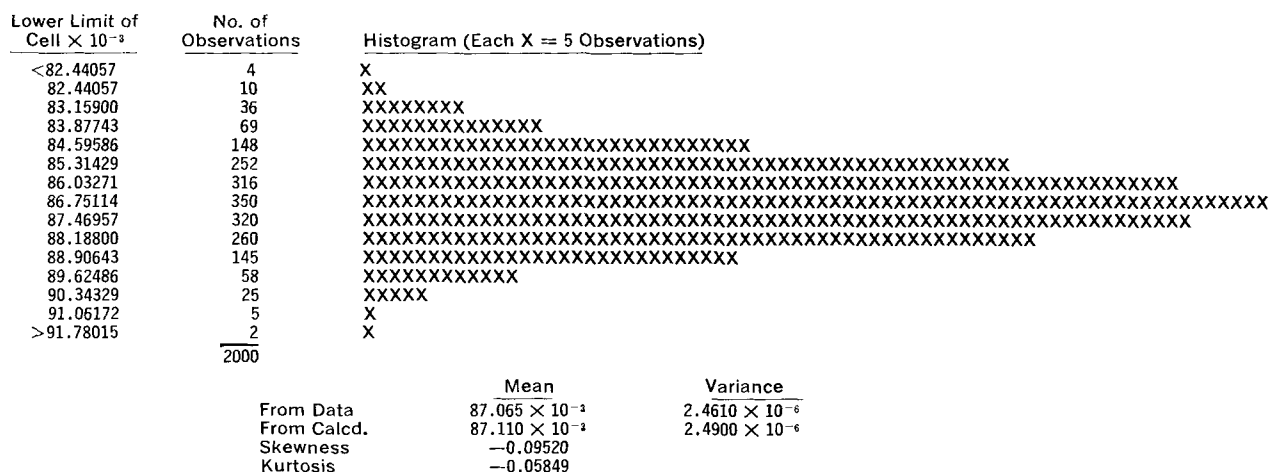 Lower Limit of No. of
Cell × 10⁻³ Observations Histogram (Each X = 5 Observations)
<82.44057 4 X
82.44057 10 XX
83.15900 36 XXXXXXXX
83.87743 69 XXXXXXXXXXXXXX
84.59586 148 XXXXXXXXXXXXXXXXXXXXXXXXXXXXXX
85.31429 252 XXXXXXXXXXXXXXXXXXXXXXXXXXXXXXXXXXXXXXXXXXXXXXXXXX
86.03271 316 XXXXXXXXXXXXXXXXXXXXXXXXXXXXXXXXXXXXXXXXXXXXXXXXXXXXXXXXXXXXXXX
86.75114 350 XXXXXXXXXXXXXXXXXXXXXXXXXXXXXXXXXXXXXXXXXXXXXXXXXXXXXXXXXXXXXXXXXXXXXX
87.46957 320 XXXXXXXXXXXXXXXXXXXXXXXXXXXXXXXXXXXXXXXXXXXXXXXXXXXXXXXXXXXXXXXX
88.18800 260 XXXXXXXXXXXXXXXXXXXXXXXXXXXXXXXXXXXXXXXXXXXXXXXXXXXX
88.90643 145 XXXXXXXXXXXXXXXXXXXXXXXXXXXXX
89.62486 58 XXXXXXXXXXXX
90.34329 25 XXXXX
91.06172 5 X
>91.78015 2 X
2000
Mean Variance
From Data 87.065 × 10⁻³ 2.4610 × 10⁻⁶
From Calcd. 87.110 × 10⁻³ 2.4900 × 10⁻⁶
Skewness −0.09520
Kurtosis −0.05849